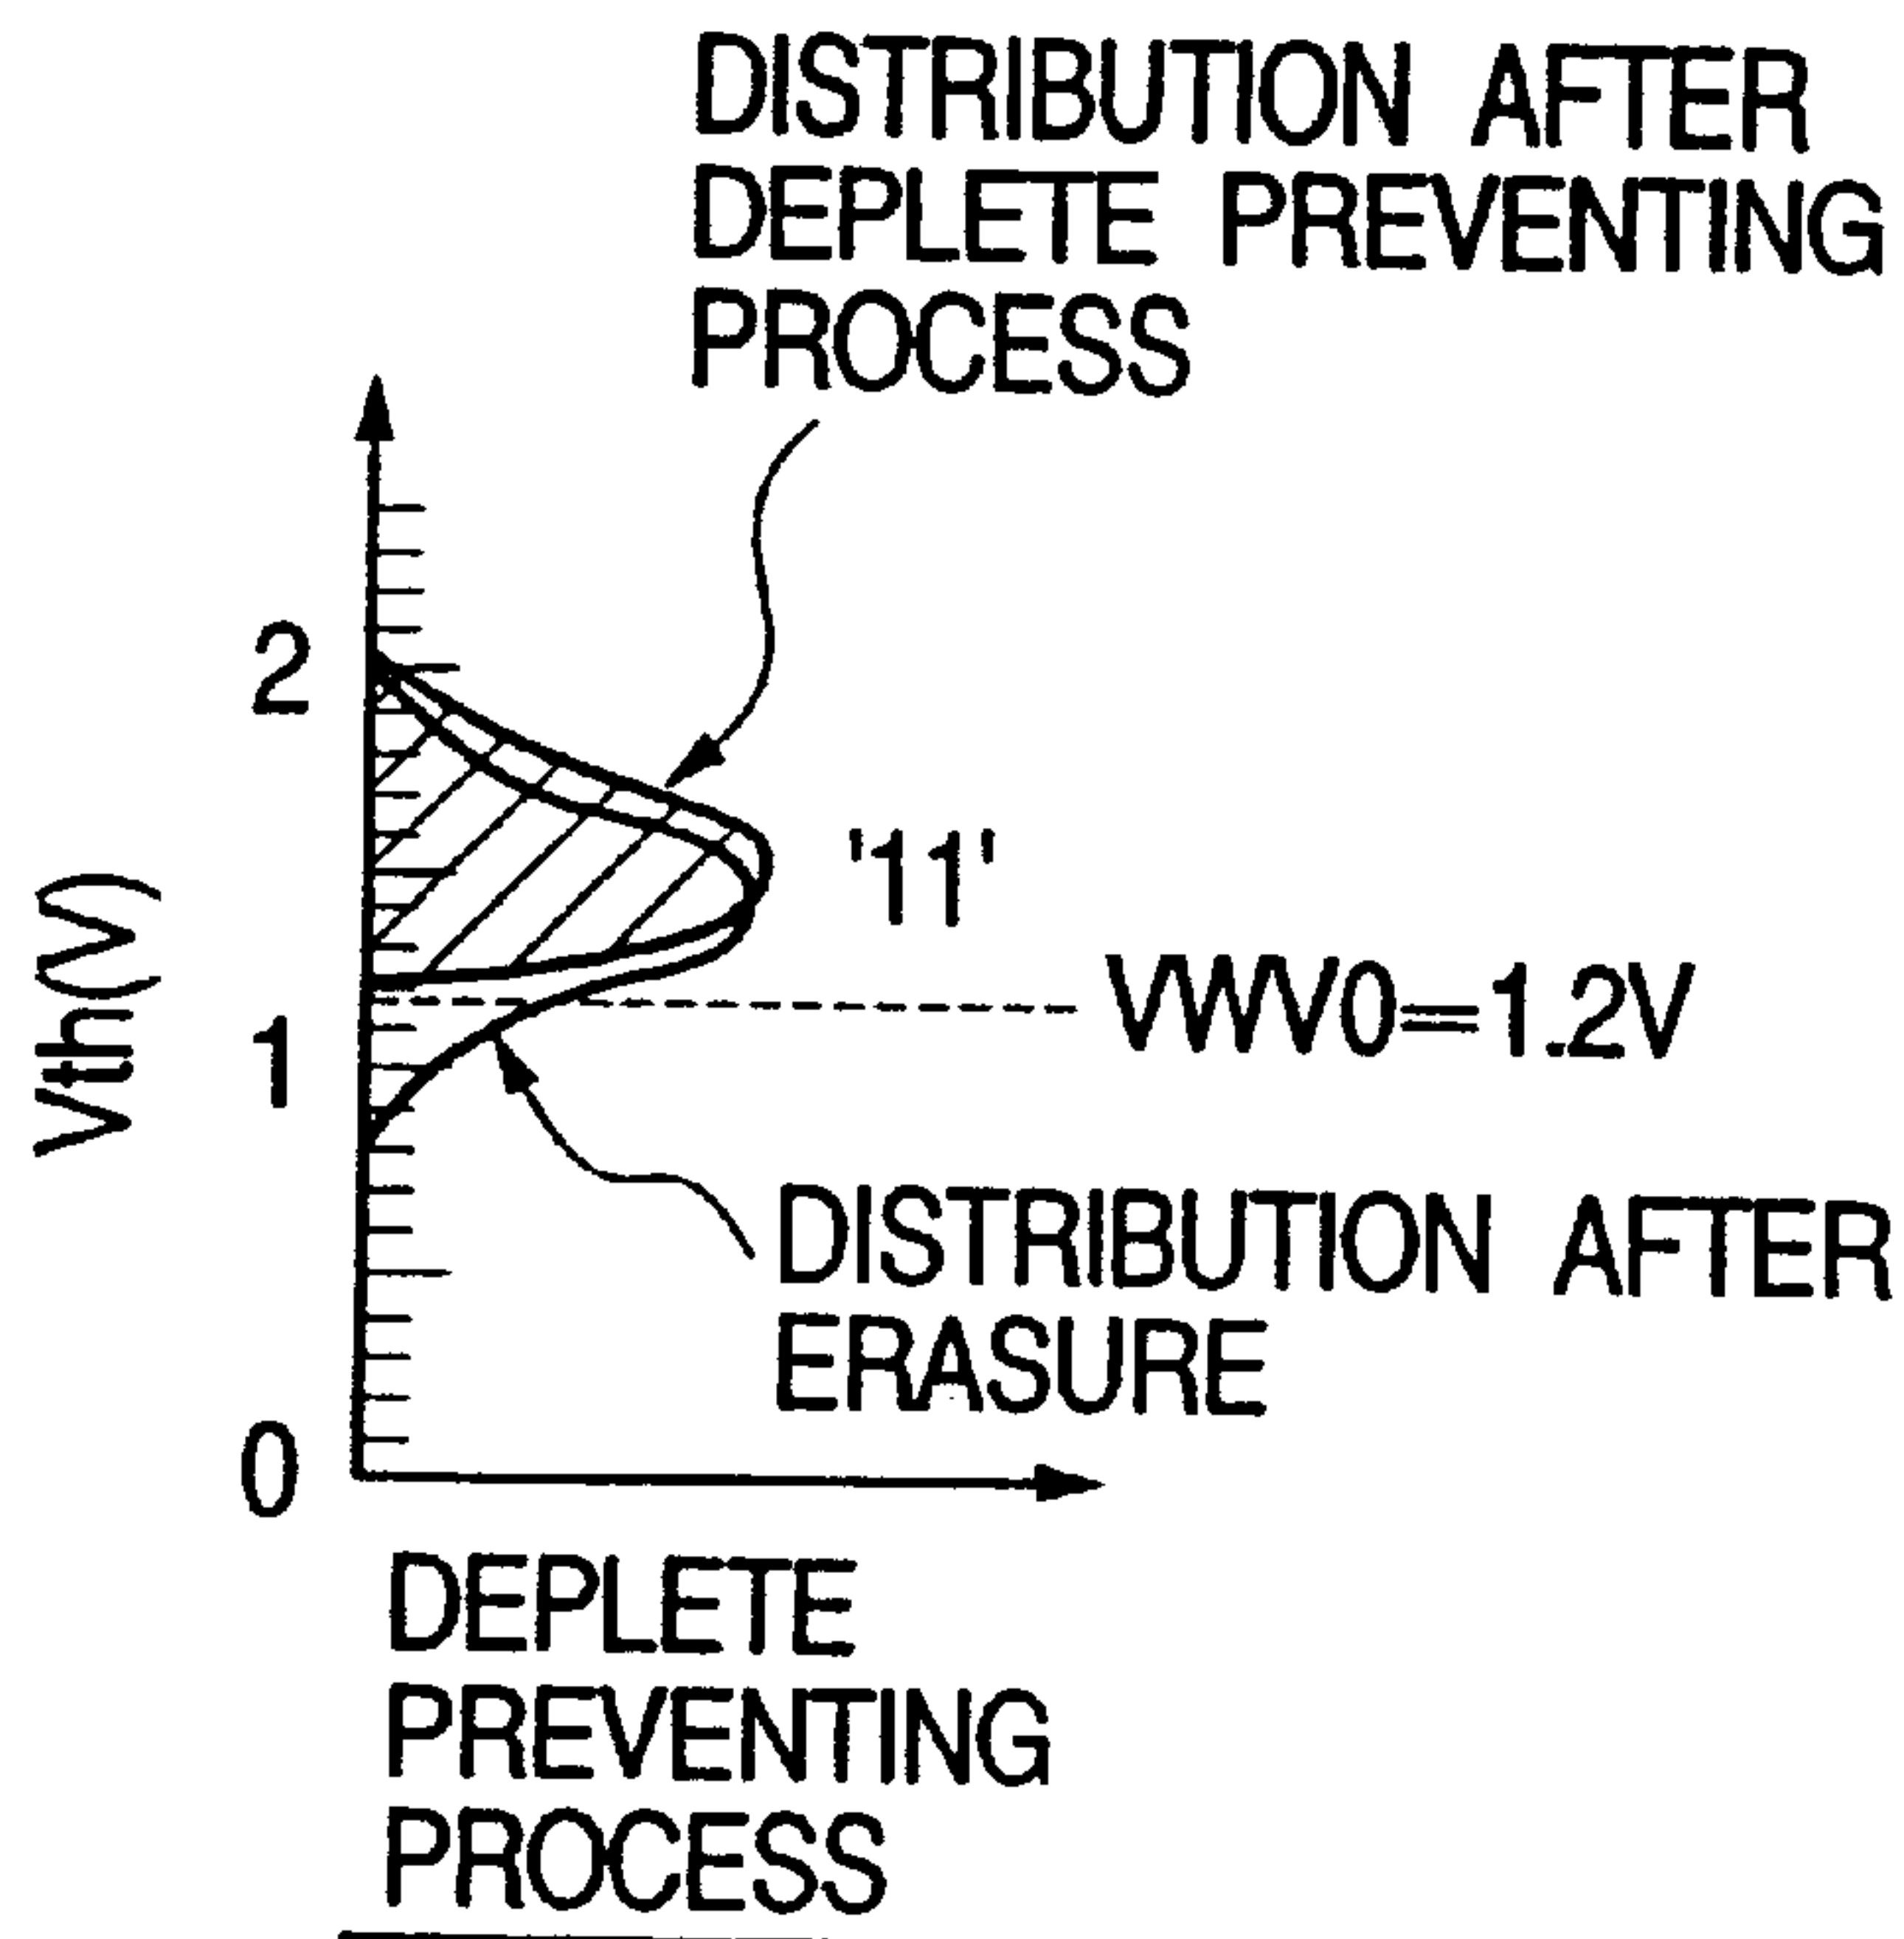 DISTRIBUTION AFTER
DEPLETE PREVENTING
PROCESS
2
'11'
Vth(V)
VWV0=1.2V
1
DISTRIBUTION AFTER
ERASURE
0
DEPLETE
PREVENTING
PROCESS